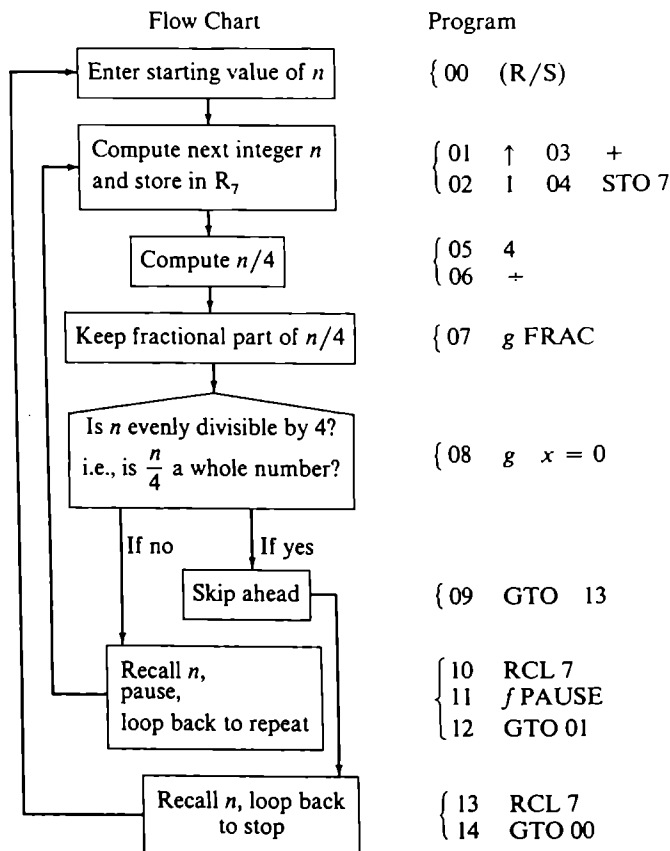 Flow Chart Program
Enter starting value of n { 00 (R/S)
Compute next integer n { 01 ↑ 03 +
and store in R₇ 02 1 04 STO 7
Compute n/4 { 05 4
06 ÷
Keep fractional part of n/4 { 07 g FRAC
Is n evenly divisible by 4?
i.e., is n/4 a whole number? { 08 g x = 0
If no If yes
Skip ahead { 09 GTO 13
Recall n, { 10 RCL 7
pause, 11 f PAUSE
loop back to repeat 12 GTO 01
Recall n, loop back { 13 RCL 7
to stop 14 GTO 00